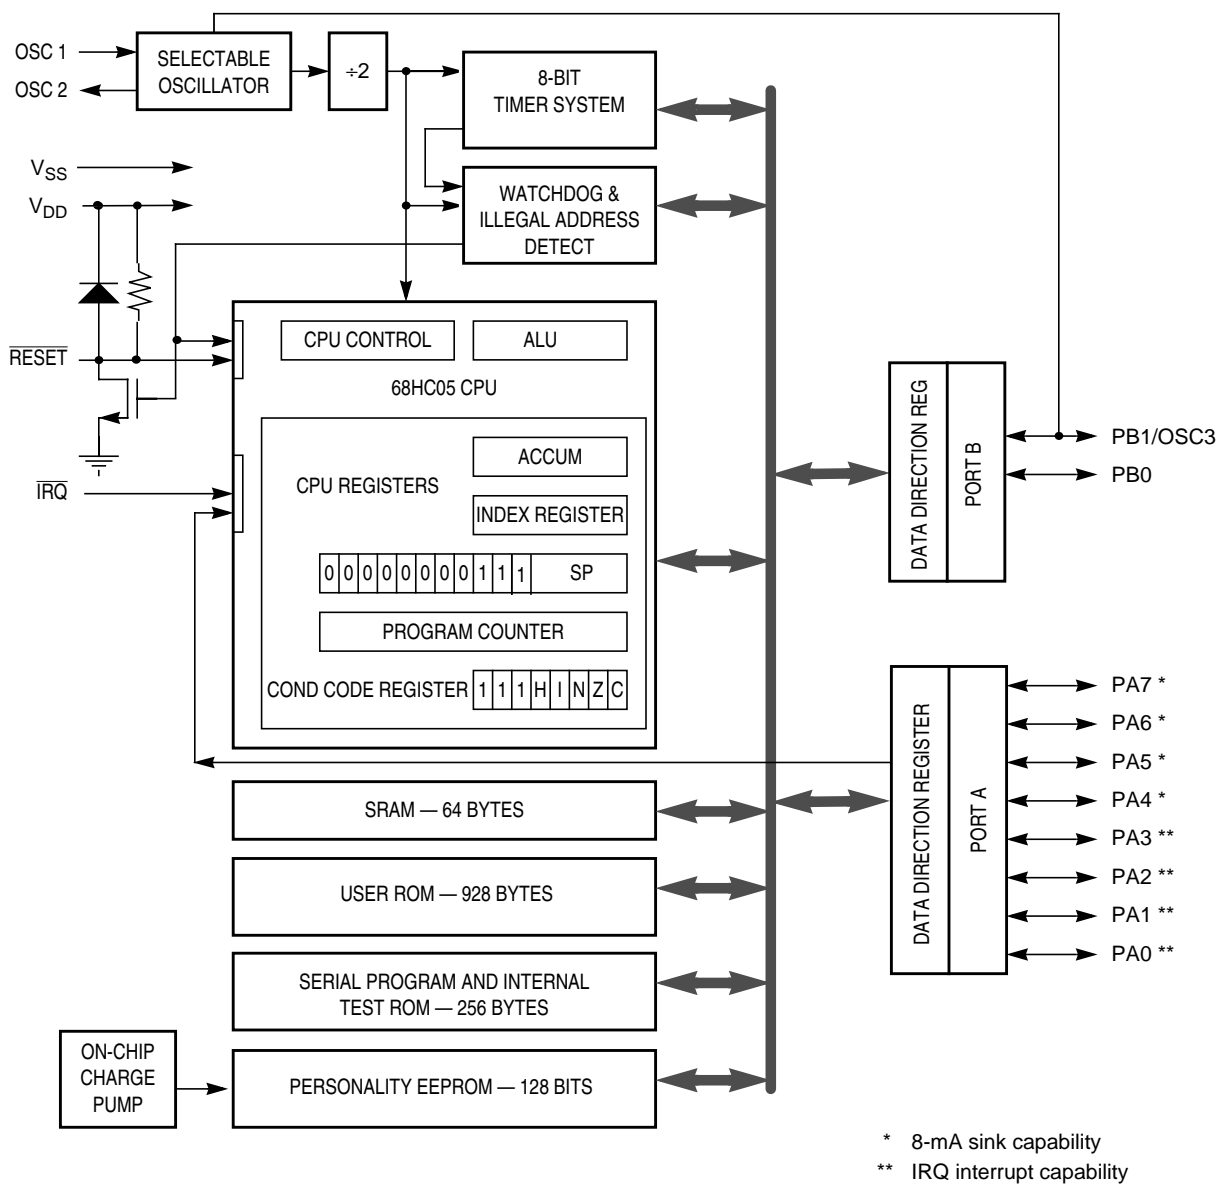 OSC 1
OSC 2
SELECTABLE
OSCILLATOR
÷2
8-BIT
TIMER SYSTEM
VSS
VDD
WATCHDOG &
ILLEGAL ADDRESS
DETECT
CPU CONTROL
ALU
RESET
68HC05 CPU
IRQ
CPU REGISTERS
ACCUM
INDEX REGISTER
0 0 0 0 0 0 0 0 1 1 1 SP
PROGRAM COUNTER
COND CODE REGISTER 1 1 1 H I N Z C
DATA DIRECTION REG
PORT B
PB1/OSC3
PB0
DATA DIRECTION REGISTER
PORT A
PA7 *
PA6 *
PA5 *
PA4 *
PA3 **
PA2 **
PA1 **
PA0 **
SRAM — 64 BYTES
USER ROM — 928 BYTES
SERIAL PROGRAM AND INTERNAL
TEST ROM — 256 BYTES
ON-CHIP
CHARGE
PUMP
PERSONALITY EEPROM — 128 BITS
* 8-mA sink capability
** IRQ interrupt capability